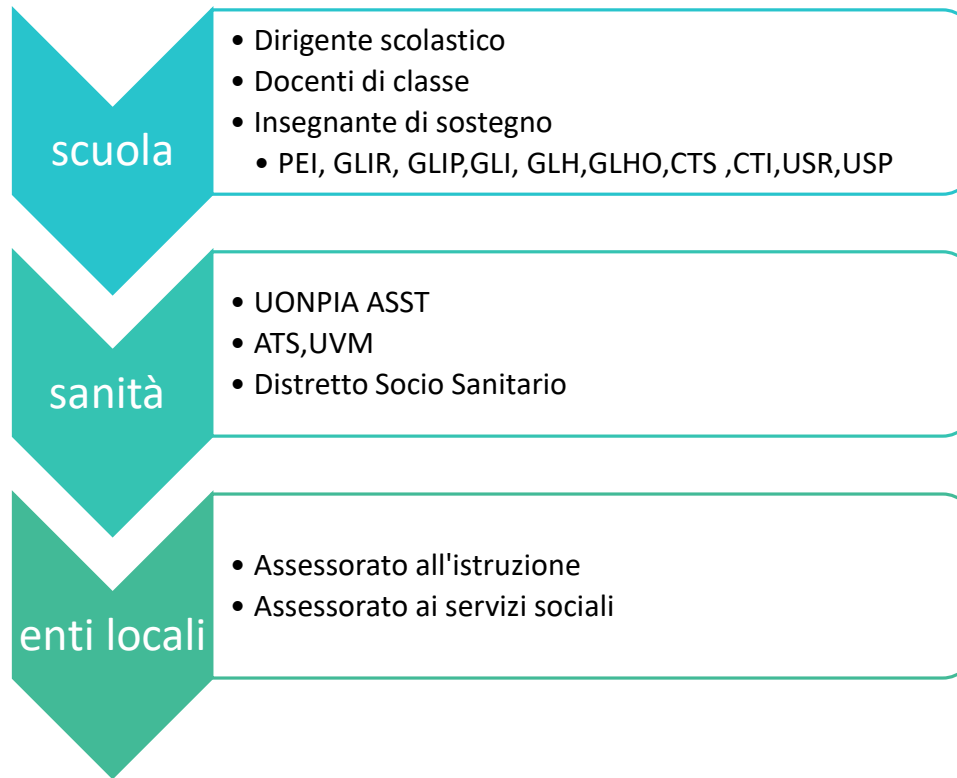 scuola
• Dirigente scolastico
• Docenti di classe
• Insegnante di sostegno
• PEI, GLIR, GLIP,GLI, GLH,GLHO,CTS ,CTI,USR,USP
sanità
• UONPIA ASST
• ATS,UVM
• Distretto Socio Sanitario
enti locali
• Assessorato all'istruzione
• Assessorato ai servizi sociali